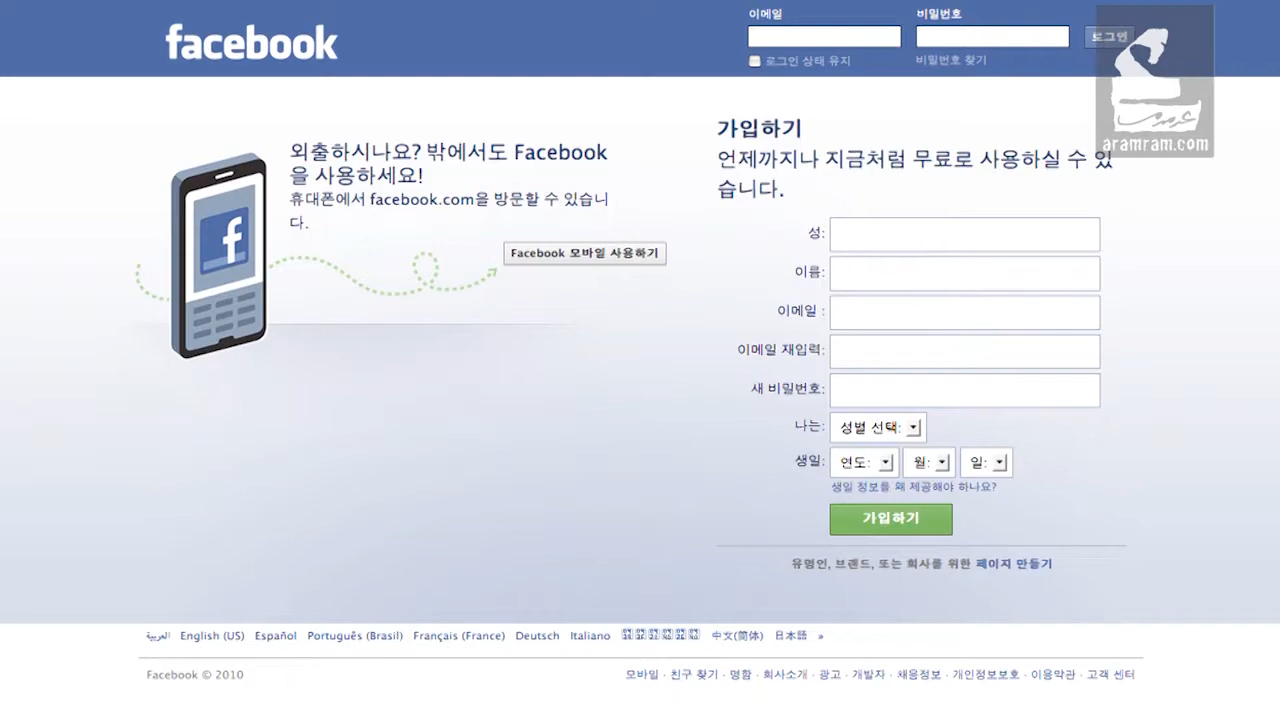 facebook
이메일
비밀번호
로그인
로그인 상태 유지
비밀번호 찾기
aramram.com
외출하시나요? 밖에서도 Facebook
을 사용하세요!
휴대폰에서 facebook.com을 방문할 수 있습니
다.
Facebook 모바일 사용하기
가입하기
언제까지나 지금처럼 무료로 사용하실 수 있
습니다.
성:
이름:
이메일 :
이메일 재입력:
새 비밀번호:
나는: 성별 선택:
생일: 연도: 월: 일:
생일 정보를 왜 제공해야 하나요?
가입하기
유명인, 브랜드, 또는 회사를 위한 페이지 만들기
العربية English (US) Español Português (Brasil) Français (France) Deutsch Italiano 中文(简体) 日本語 »
Facebook © 2010
모바일 · 친구 찾기 · 명함 · 회사소개 · 광고 · 개발자 · 채용정보 · 개인정보보호 · 이용약관 · 고객 센터